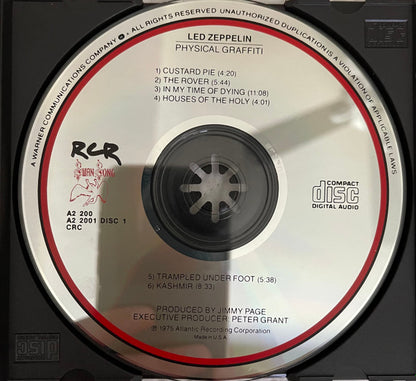 A WARNER COMMUNICATIONS COMPANY. ALL RIGHTS RESERVED. UNAUTHORIZED DUPLICATION IS A VIOLATION OF APPLICABLE LAWS
LED ZEPPELIN
PHYSICAL GRAFFITI
1) CUSTARD PIE (4:20)
2) THE ROVER (5:44)
3) IN MY TIME OF DYING (11:08)
4) HOUSES OF THE HOLY (4:01)
RCR
SWAN SONG
COMPACT
disc
DIGITAL AUDIO
A2 200
A2 2001 DISC 1
CRC
5) TRAMPLED UNDER FOOT (5:38)
6) KASHMIR (8:33)
PRODUCED BY JIMMY PAGE
EXECUTIVE PRODUCER: PETER GRANT
℗ 1975 Atlantic Recording Corporation
Made in U.S.A.